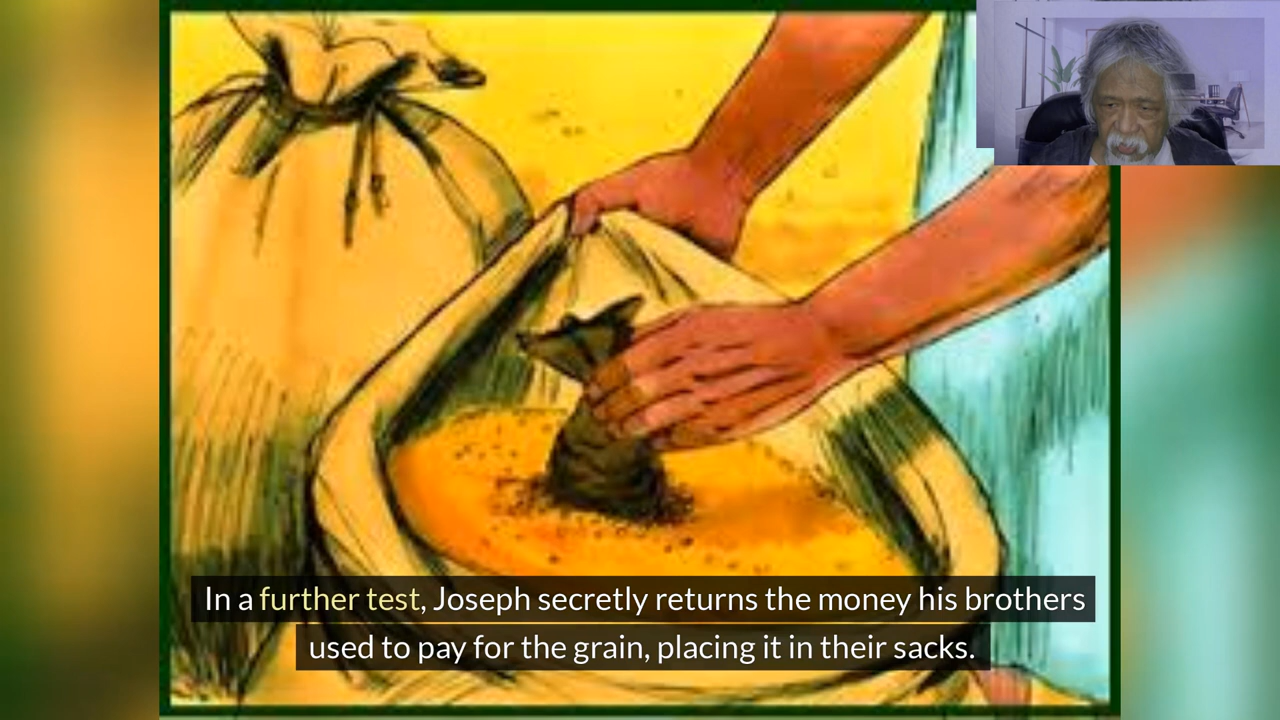 In a further test, Joseph secretly returns the money his brothers
used to pay for the grain, placing it in their sacks.